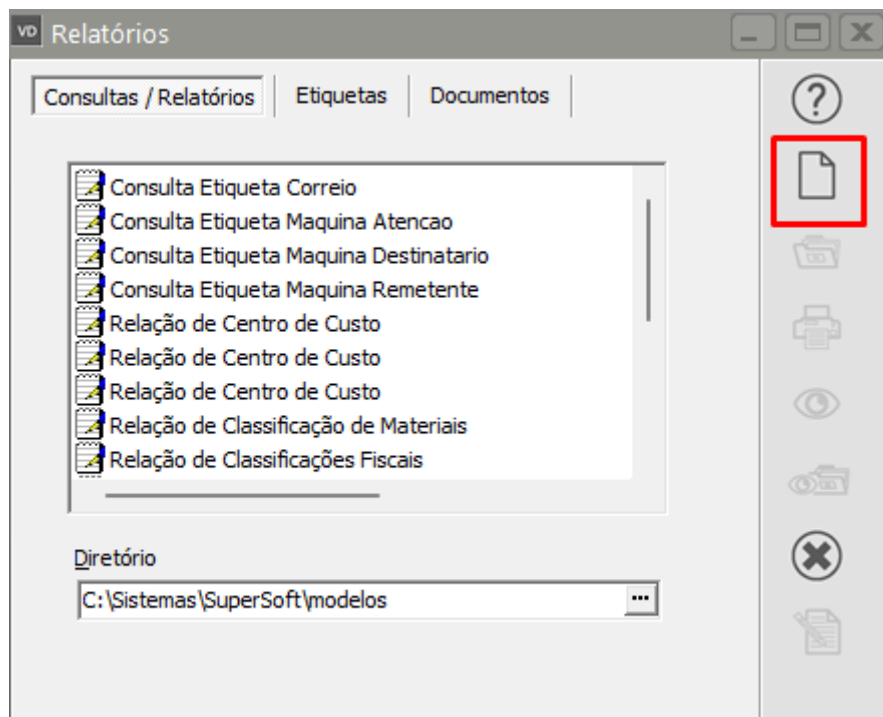 VD Relatórios
Consultas / Relatórios Etiquetas Documentos
Consulta Etiqueta Correio
Consulta Etiqueta Maquina Atencao
Consulta Etiqueta Maquina Destinatario
Consulta Etiqueta Maquina Remetente
Relação de Centro de Custo
Relação de Centro de Custo
Relação de Centro de Custo
Relação de Classificação de Materiais
Relação de Classificações Fiscais
Diretório
C:\Sistemas\SuperSoft\modelos ...